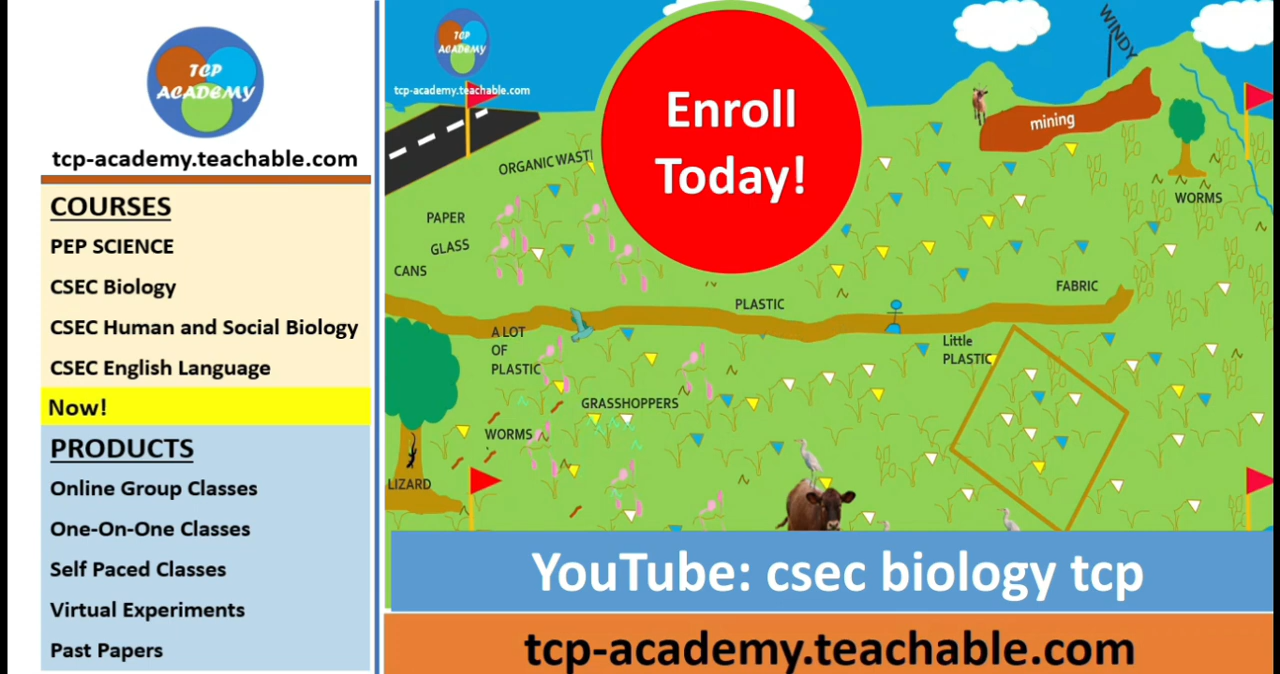 TCP
ACADEMY
tcp-academy.teachable.com
COURSES
PEP SCIENCE
CSEC Biology
CSEC Human and Social Biology
CSEC English Language
Now!
PRODUCTS
Online Group Classes
One-On-One Classes
Self Paced Classes
Virtual Experiments
Past Papers
TCP
ACADEMY
tcp-academy.teachable.com
Enroll
Today!
WINDY
mining
ORGANIC WAST
WORMS
PAPER
GLASS
CANS
FABRIC
PLASTIC
A LOT
OF
PLASTIC
Little
PLASTIC
GRASSHOPPERS
WORMS
LIZARD
YouTube: csec biology tcp
tcp-academy.teachable.com